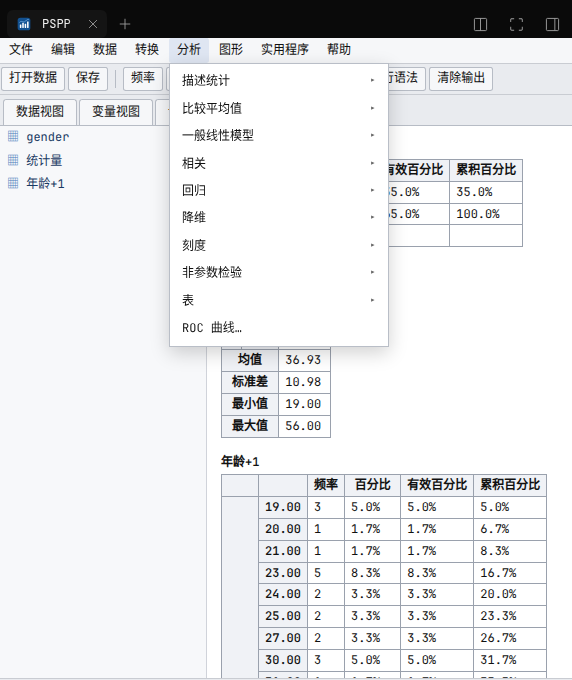 PSPP
文件 编辑 数据 转换 分析 图形 实用程序 帮助
打开数据 保存 频率 行语法 清除输出
数据视图 变量视图
gender
统计量
年龄+1
描述统计
比较平均值
一般线性模型
相关
回归
降维
刻度
非参数检验
表
ROC 曲线…
有效百分比 累积百分比
35.0%
100.0%
均值 36.93
标准差 10.98
最小值 19.00
最大值 56.00
年龄+1
频率 百分比 有效百分比 累积百分比
19.00 3 5.0% 5.0% 5.0%
20.00 1 1.7% 1.7% 6.7%
21.00 1 1.7% 1.7% 8.3%
23.00 5 8.3% 8.3% 16.7%
24.00 2 3.3% 3.3% 20.0%
25.00 2 3.3% 3.3% 23.3%
27.00 2 3.3% 3.3% 26.7%
30.00 3 5.0% 5.0% 31.7%